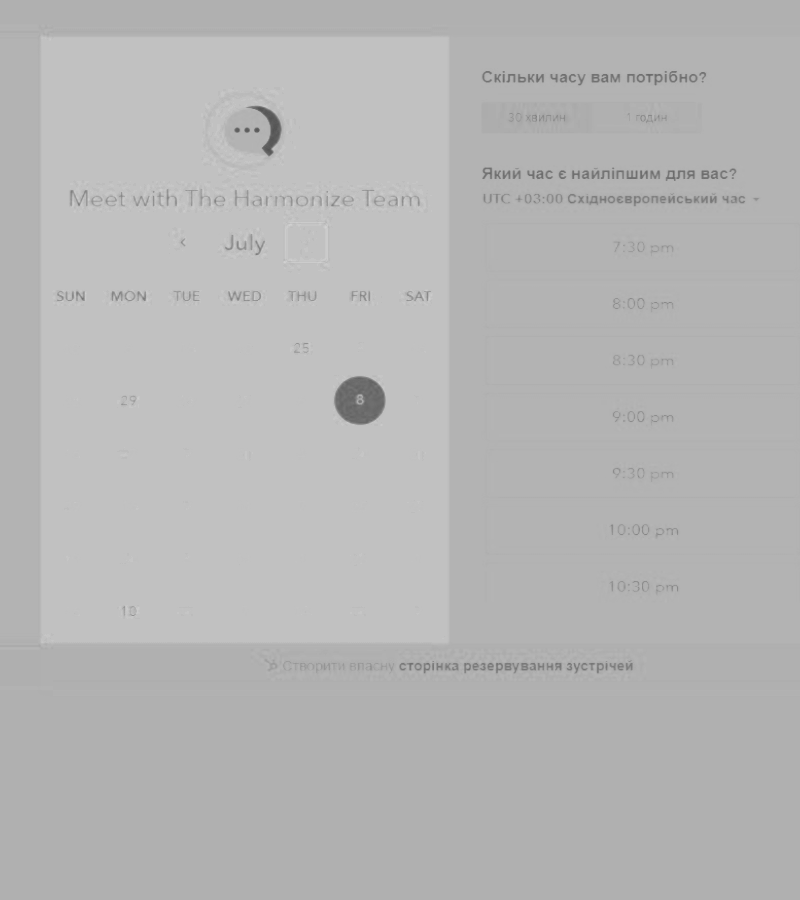 Meet with The Harmonize Team
July
SUN MON TUE WED THU FRI SAT
25
29 8
18
Скільки часу вам потрібно?
30 хвилин 1 годин
Який час є найліпшим для вас?
UTC +03:00 Східноєвропейський час
7:30 pm
8:00 pm
8:30 pm
9:00 pm
9:30 pm
10:00 pm
10:30 pm
Створити власну сторінка резервування зустрічей